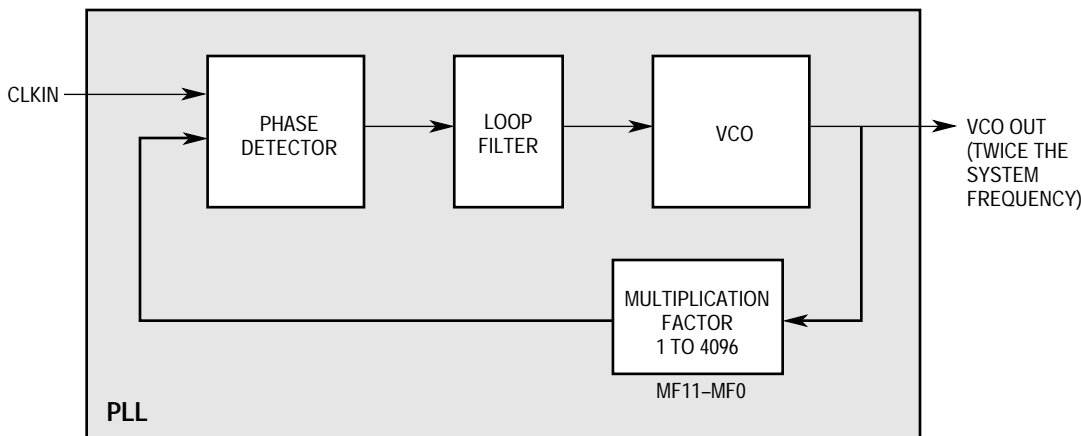 CLKIN
PHASE
DETECTOR
LOOP
FILTER
VCO
VCO OUT
(TWICE THE
SYSTEM
FREQUENCY)
MULTIPLICATION
FACTOR
1 TO 4096
MF11–MF0
PLL